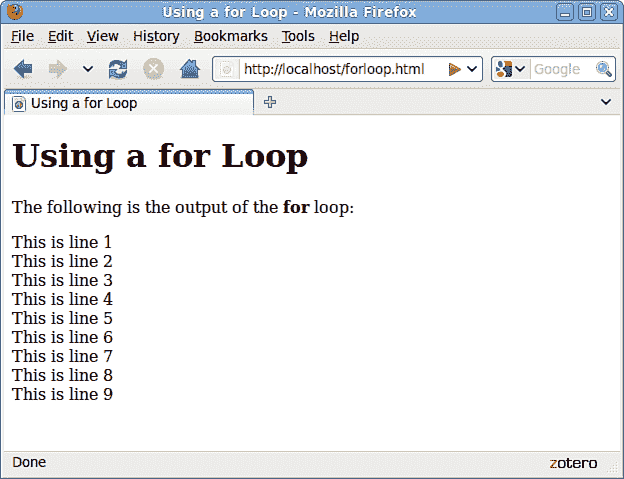 Using a for Loop - Mozilla Firefox
File Edit View History Bookmarks Tools Help
http://localhost/forloop.html Google
Using a for Loop
Using a for Loop
The following is the output of the for loop:
This is line 1
This is line 2
This is line 3
This is line 4
This is line 5
This is line 6
This is line 7
This is line 8
This is line 9
Done zotero